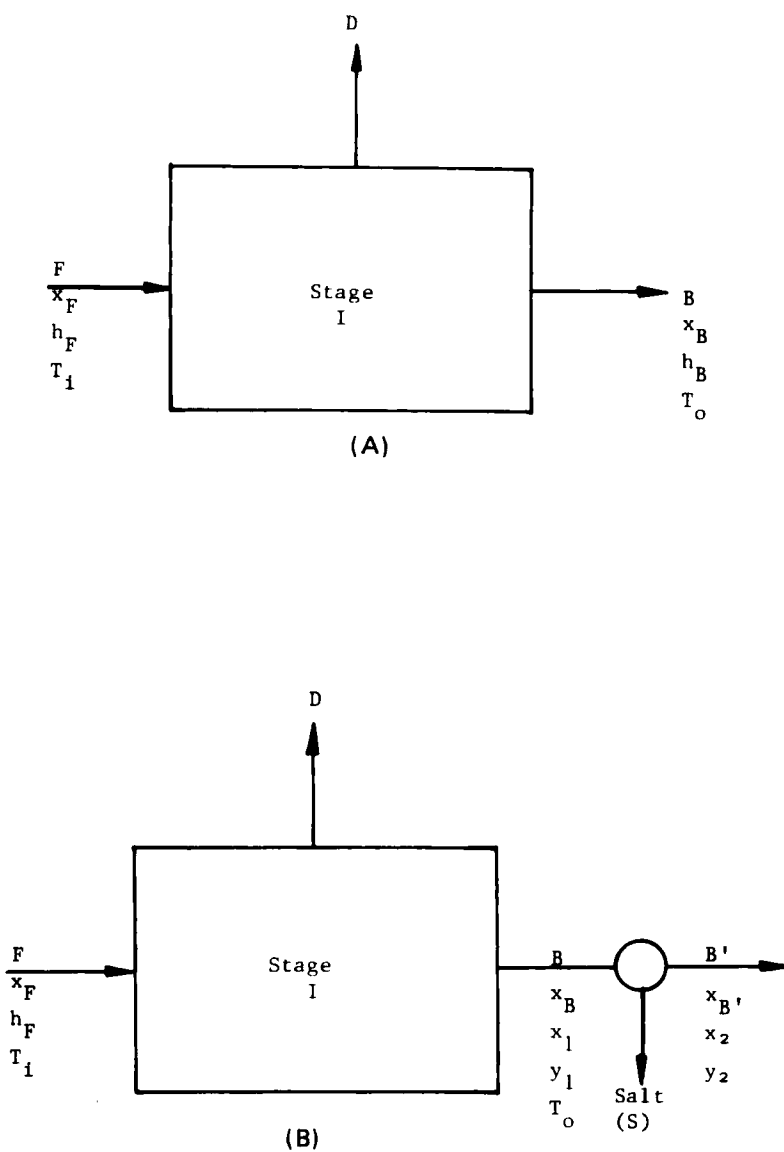 D
F
x_F
h_F
T_i
Stage
I
B
x_B
h_B
T_o
(A)
D
F
x_F
h_F
T_i
Stage
I
B
x_B
x_1
y_1
T_o
B'
x_B'
x_2
y_2
Salt
(S)
(B)